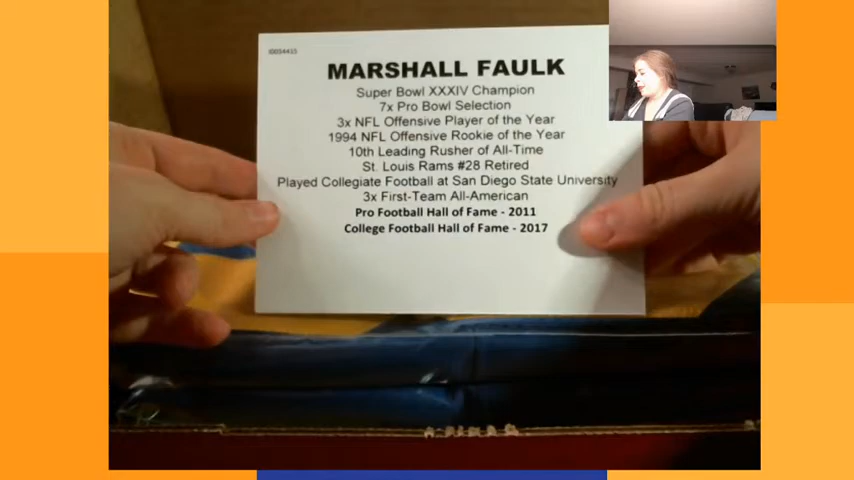 MARSHALL FAULK
Super Bowl XXXIV Champion
7x Pro Bowl Selection
3x NFL Offensive Player of the Year
1994 NFL Offensive Rookie of the Year
10th Leading Rusher of All-Time
St. Louis Rams #28 Retired
Played Collegiate Football at San Diego State University
3x First-Team All-American
Pro Football Hall of Fame - 2011
College Football Hall of Fame - 2017